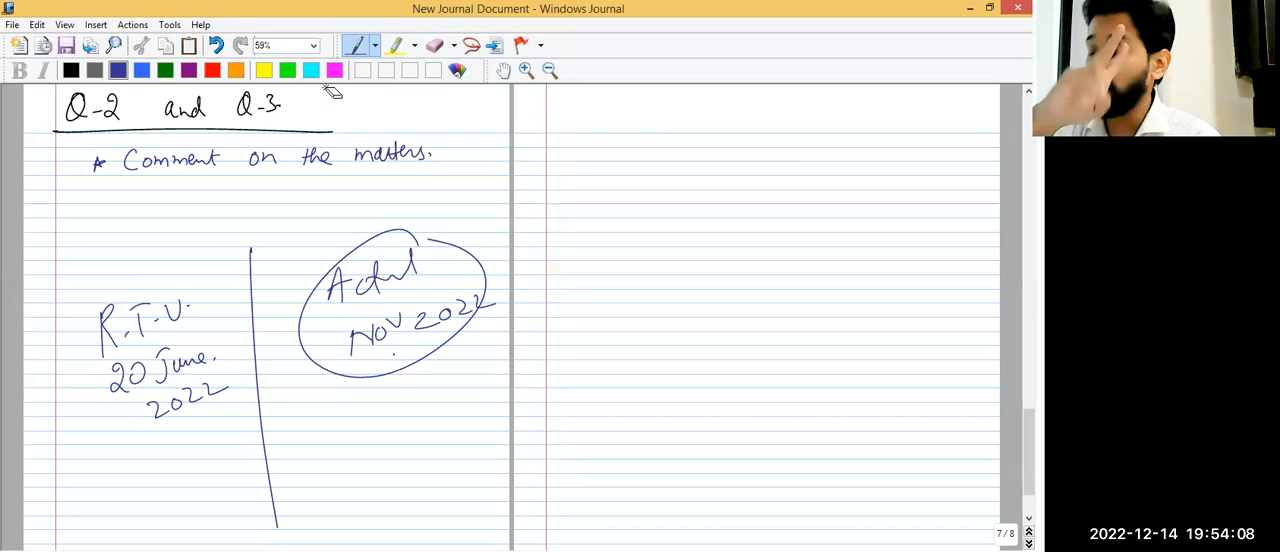 New Journal Document - Windows Journal
File Edit View Insert Actions Tools Help
59%
B I
Q-2 and Q-3
* Comment on the matters.
R.T.U.
20 June.
2022
Actul
Nov 2022
7 / 8
2022-12-14 19:54:08